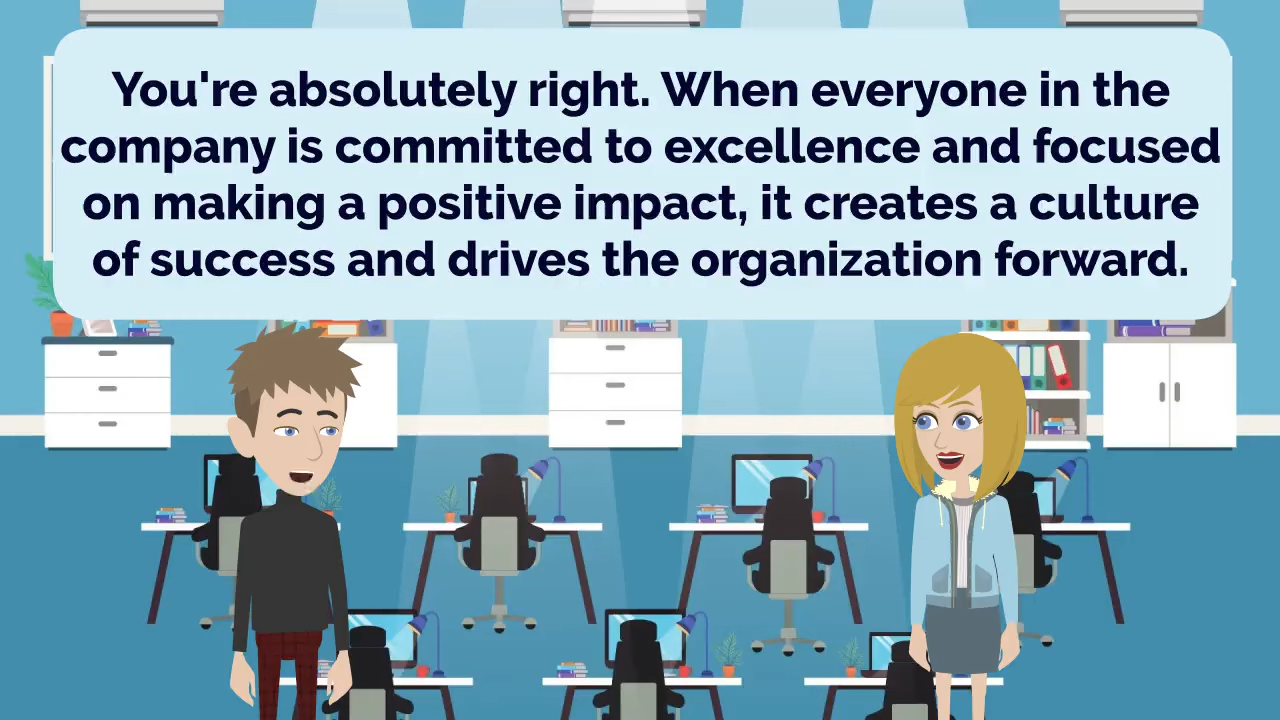 You're absolutely right. When everyone in the
company is committed to excellence and focused
on making a positive impact, it creates a culture
of success and drives the organization forward.